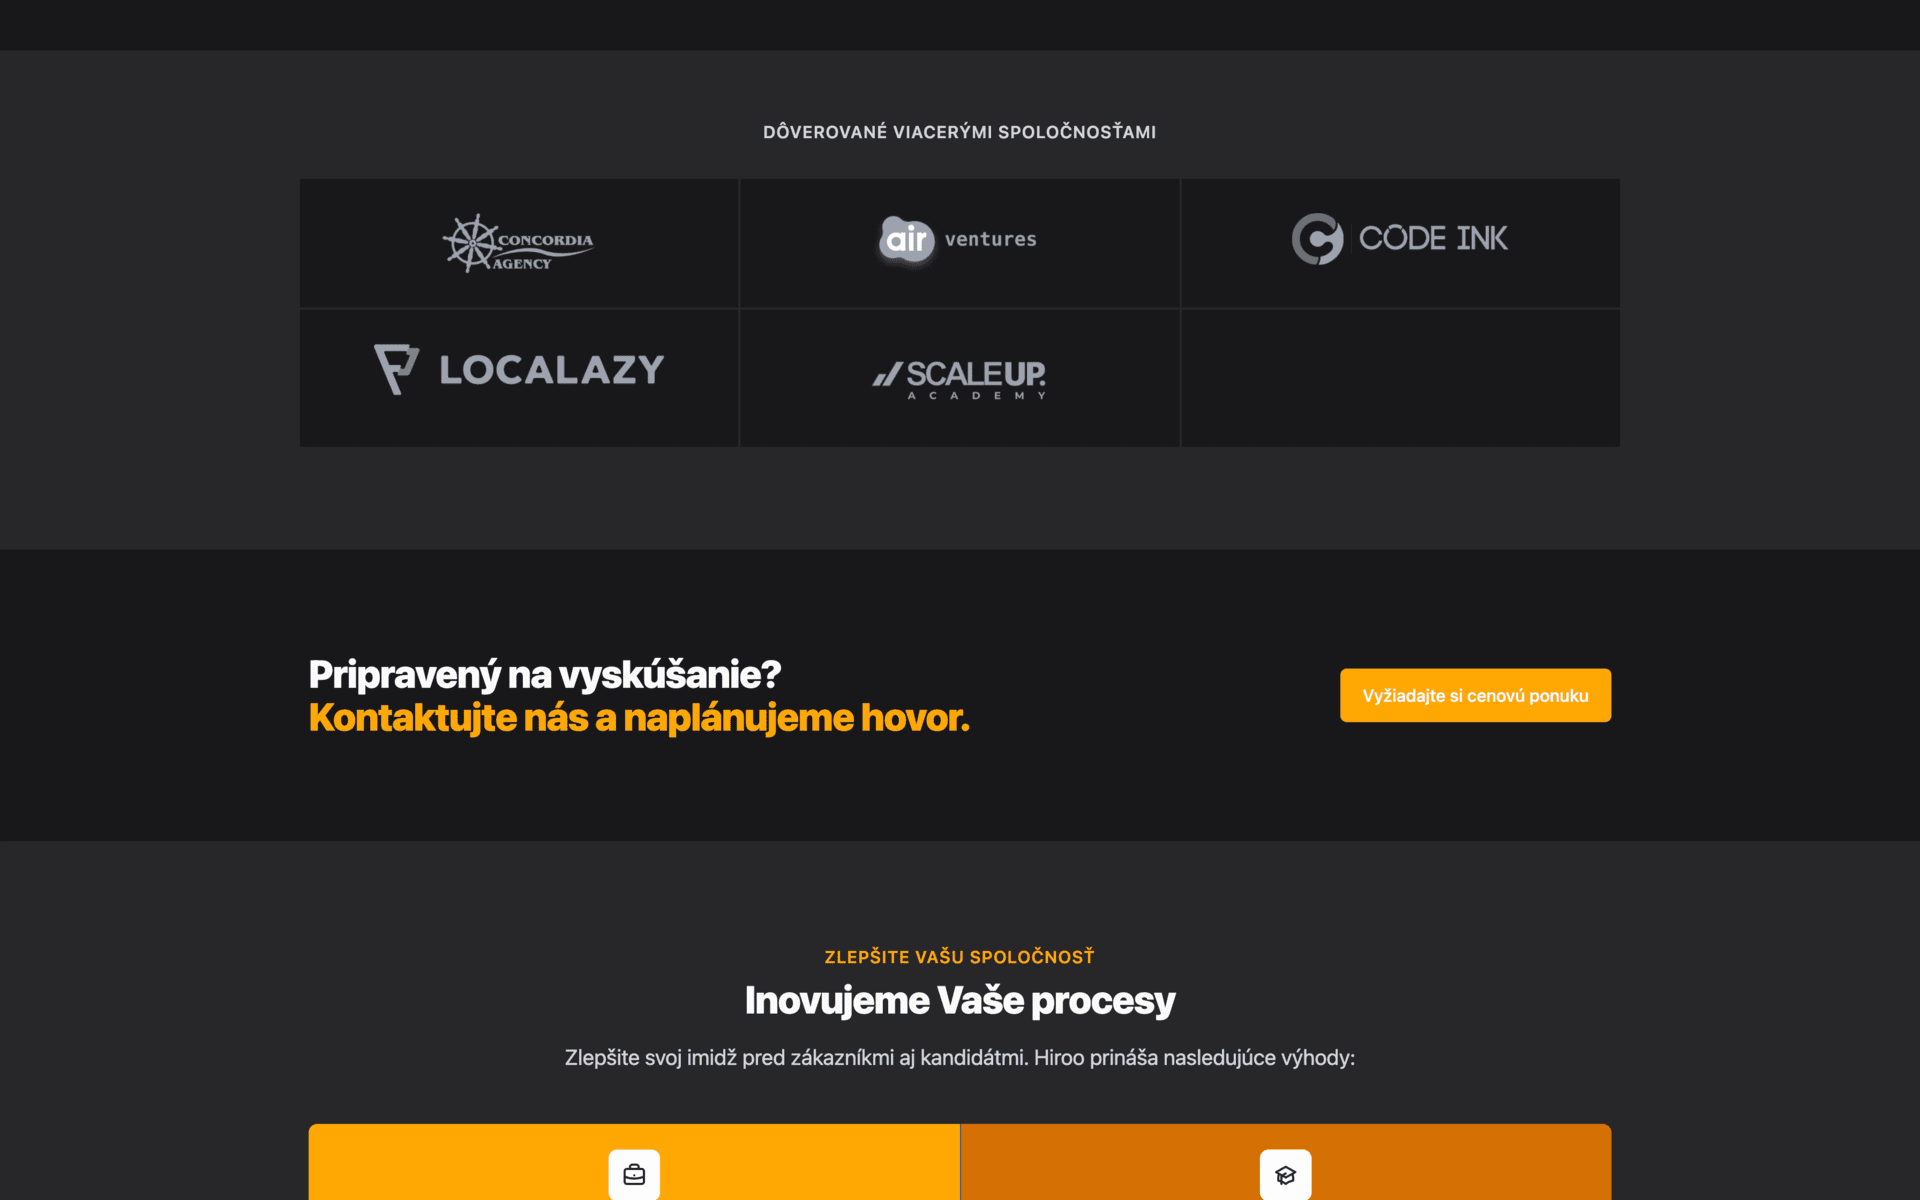 DÔVEROVANÉ VIACERÝMI SPOLOČNOSŤAMI
CONCORDIA
AGENCY
air ventures
CODE INK
LOCALAZY
SCALEUP.
ACADEMY
Pripravený na vyskúšanie?
Kontaktujte nás a naplánujeme hovor.
Vyžiadajte si cenovú ponuku
ZLEPŠITE VAŠU SPOLOČNOSŤ
Inovujeme Vaše procesy
Zlepšite svoj imidž pred zákazníkmi aj kandidátmi. Hiroo prináša nasledujúce výhody: